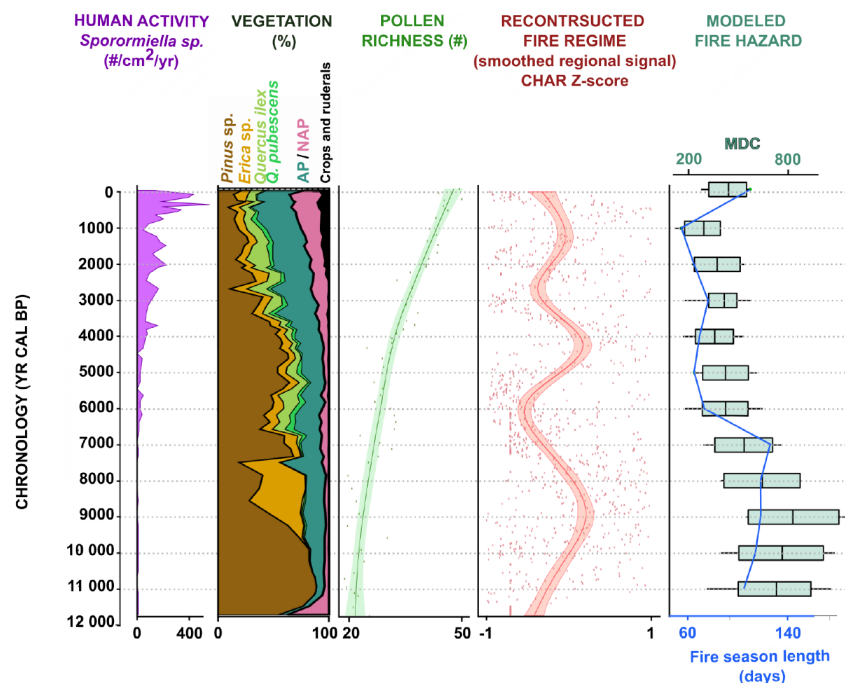 HUMAN ACTIVITY
Sporormiella sp.
(#/cm²/yr)
VEGETATION
(%)
POLLEN
RICHNESS (#)
RECONTRSUCTED
FIRE REGIME
(smoothed regional signal)
CHAR Z-score
MODELED
FIRE HAZARD
Pinus sp.
Erica sp.
Quercus ilex
Q. pubescens
AP / NAP
Crops and ruderals
MDC
200 800
CHRONOLOGY (YR CAL BP)
0
1000
2000
3000
4000
5000
6000
7000
8000
9000
10 000
11 000
12 000
0 400
0 100
20 50
-1 1
60 140
Fire season length
(days)